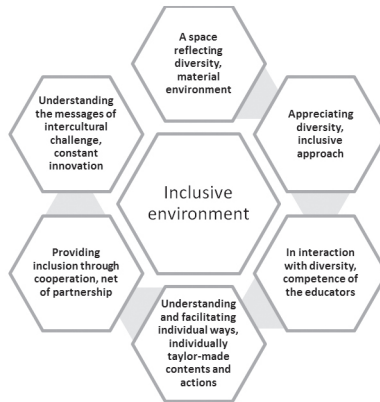 A space
reflecting
diversity,
material
environment
Appreciating
diversity,
inclusive
approach
In interaction
with diversity,
competence of
the educators
Understanding
and facilitating
individual ways,
individually
taylor-made
contents and
actions
Providing
inclusion through
cooperation, net
of partnership
Understanding
the messages of
intercultural
challenge,
constant
innovation
Inclusive
environment